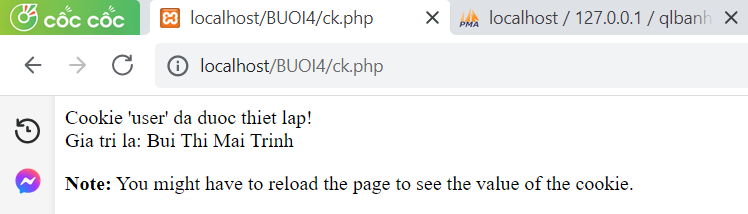 cốc cốc
localhost/BUOI4/ck.php
PMA
localhost / 127.0.0.1 / qlbanh
localhost/BUOI4/ck.php
Cookie 'user' da duoc thiet lap!
Gia tri la: Bui Thi Mai Trinh
Note: You might have to reload the page to see the value of the cookie.